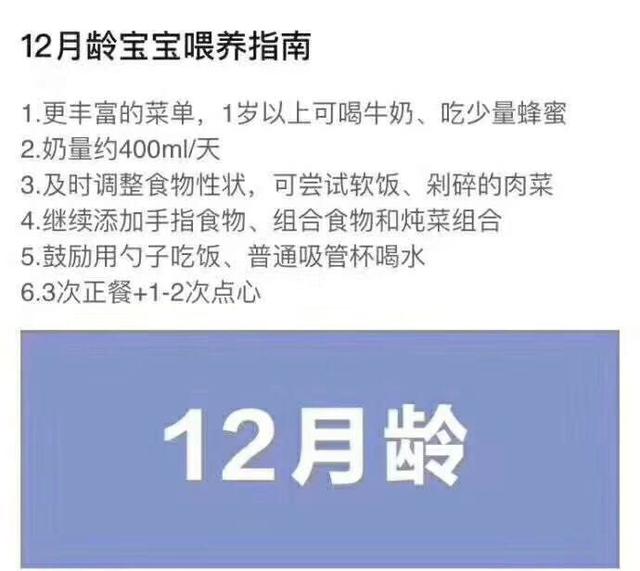 12月龄宝宝喂养指南
1.更丰富的菜单，1岁以上可喝牛奶、吃少量蜂蜜
2.奶量约400ml/天
3.及时调整食物性状，可尝试软饭、剁碎的肉菜
4.继续添加手指食物、组合食物和炖菜组合
5.鼓励用勺子吃饭、普通吸管杯喝水
6.3次正餐+1-2次点心
12月龄